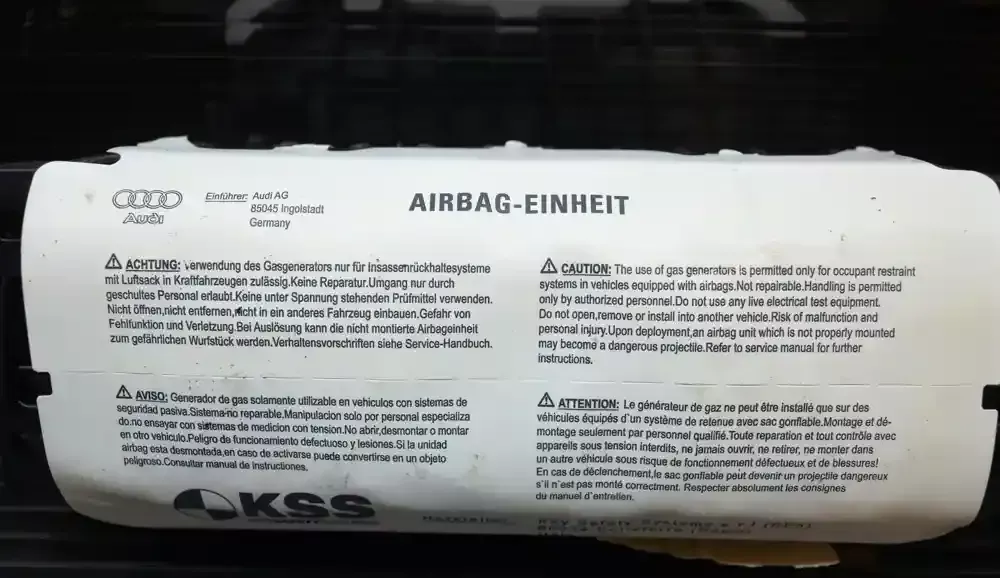 Audi
Einführer: Audi AG
85045 Ingolstadt
Germany
AIRBAG-EINHEIT
ACHTUNG: Verwendung des Gasgenerators nur für Insassenrückhaltesysteme
mit Luftsack in Kraftfahrzeugen zulässig.Keine Reparatur.Umgang nur durch
geschultes Personal erlaubt.Keine unter Spannung stehenden Prüfmittel verwenden.
Nicht öffnen,nicht entfernen,nicht in ein anderes Fahrzeug einbauen.Gefahr von
Fehlfunktion und Verletzung.Bei Auslösung kann die nicht montierte Airbageinheit
zum gefährlichen Wurfstück werden.Verhaltensvorschriften siehe Service-Handbuch.
CAUTION: The use of gas generators is permitted only for occupant restraint
systems in vehicles equipped with airbags.Not repairable.Handling is permitted
only by authorized personnel.Do not use any live electrical test equipment.
Do not open,remove or install into another vehicle.Risk of malfunction and
personal injury.Upon deployment,an airbag unit which is not properly mounted
may become a dangerous projectile.Refer to service manual for further
instructions.
AVISO: Generador de gas solamente utilizable en vehiculos con sistemas de
seguridad pasiva.Sistema no reparable.Manipulacion solo por personal especializa
do.no ensayar con sistemas de medicion con tension.No abrir,desmontar o montar
en otro vehiculo.Peligro de funcionamiento defectuoso y lesiones.Si la unidad
airbag esta desmontada,en caso de activarse puede convertirse en un objeto
peligroso.Consultar manual de Instrucciones.
ATTENTION: Le générateur de gaz ne peut être installé que sur des
véhicules équipés d'un système de retenue avec sac gonflable.Montage et dé-
montage seulement par personnel qualifié.Toute reparation et tout contrôle avec
appareils sous tension interdits, ne jamais ouvrir, ne retirer, ne monter dans
un autre véhicule sous risque de fonctionnement défectueux et de blessures!
En cas de déclenchement,le sac gonflable peut devenir un projectile dangereux
s'il n'est pas monté correctement. Respecter absolument les consignes
du manuel d'entretien.
KSS